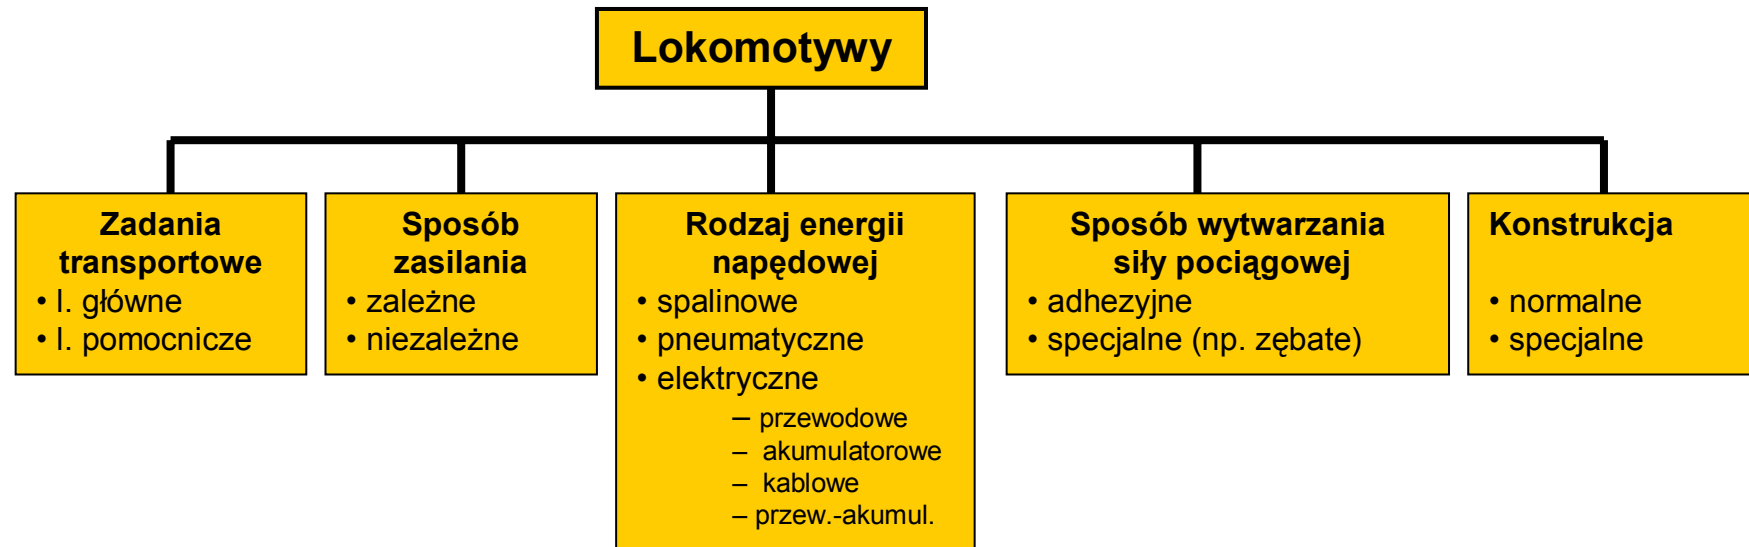 Lokomotywy
Zadania
transportowe
• l. główne
• l. pomocnicze
Sposób
zasilania
• zależne
• niezależne
Rodzaj energii
napędowej
• spalinowe
• pneumatyczne
• elektryczne
– przewodowe
– akumulatorowe
– kablowe
– przew.-akumul.
Sposób wytwarzania
siły pociągowej
• adhezyjne
• specjalne (np. zębate)
Konstrukcja
• normalne
• specjalne